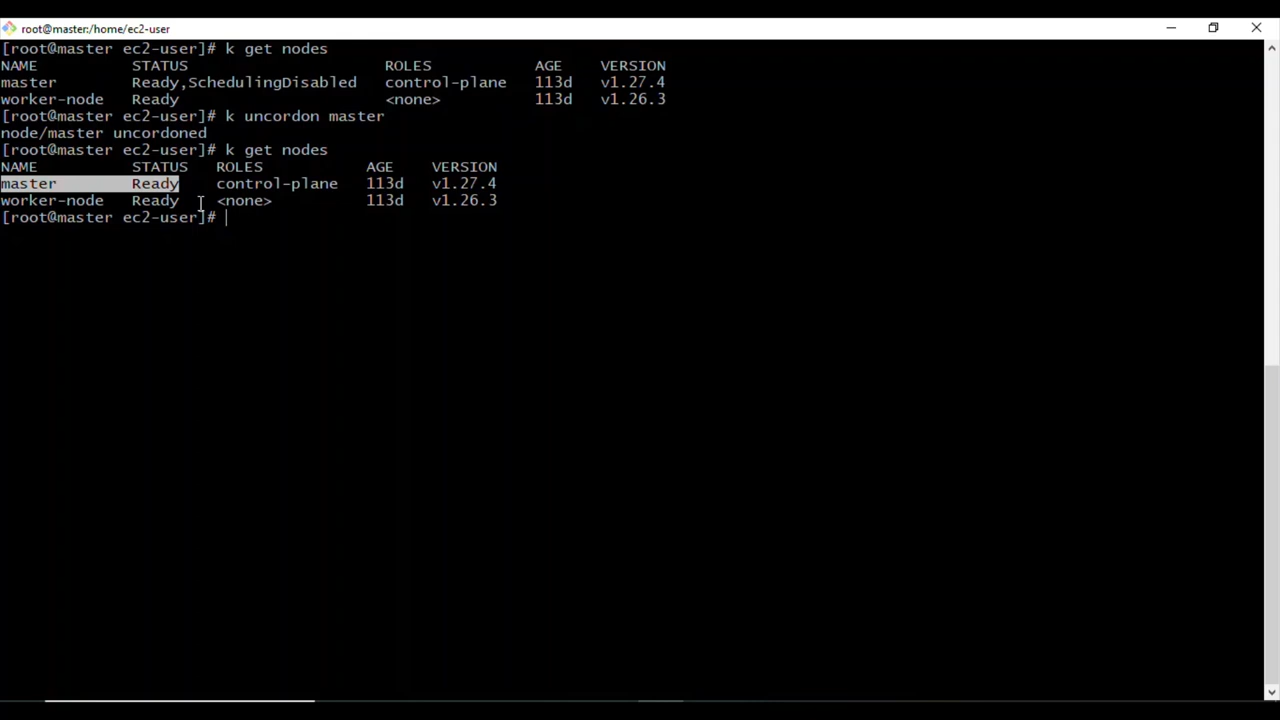 root@master:/home/ec2-user
[root@master ec2-user]# k get nodes
NAME STATUS ROLES AGE VERSION
master Ready,SchedulingDisabled control-plane 113d v1.27.4
worker-node Ready <none> 113d v1.26.3
[root@master ec2-user]# k uncordon master
node/master uncordoned
[root@master ec2-user]# k get nodes
NAME STATUS ROLES AGE VERSION
master Ready control-plane 113d v1.27.4
worker-node Ready <none> 113d v1.26.3
[root@master ec2-user]#